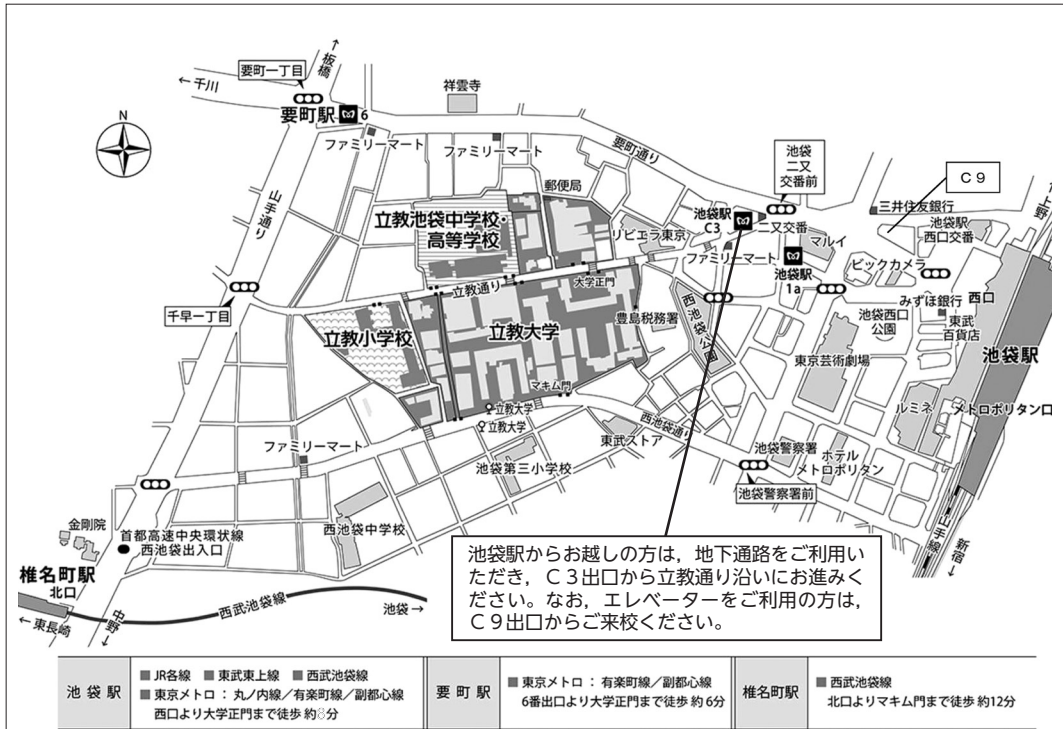 ↑板橋
要町一丁目
← 千川
祥雲寺
N
要町駅 6
ファミリーマート
ファミリーマート
要町通り
池袋
二又
交番前
C9
郵便局
三井住友銀行
↑上野
池袋駅
C3
二又交番
池袋駅
西口交番
立教池袋中学校・
高等学校
リビエラ東京
ファミリーマート
マルイ
山手通り
池袋駅
1a
ビックカメラ
立教通り
大学正門
千早一丁目
みずほ銀行
西口
豊島税務署
西池袋公園
池袋西口
公園
東武
百貨店
立教小学校
立教大学
池袋駅
東京芸術劇場
マキム門
立教大学
立教大学
ルミネ
メトロポリタン口
西池袋通り
東武ストア
ファミリーマート
池袋第三小学校
池袋警察署
ホテル
メトロポリタン
池袋警察署前
西池袋中学校
山手線
新宿↓
金剛院
首都高速中央環状線
西池袋出入口
椎名町駅
北口
西武池袋線
池袋 →
← 東長崎
中野↓
池袋駅からお越しの方は，地下通路をご利用い
ただき，Ｃ３出口から立教通り沿いにお進みく
ださい。なお，エレベーターをご利用の方は，
Ｃ９出口からご来校ください。
池袋駅
JR各線 東武東上線 西武池袋線
東京メトロ：丸ノ内線／有楽町線／副都心線
西口より大学正門まで徒歩 約8分
要町駅
東京メトロ：有楽町線／副都心線
6番出口より大学正門まで徒歩 約6分
椎名町駅
西武池袋線
北口よりマキム門まで徒歩 約12分